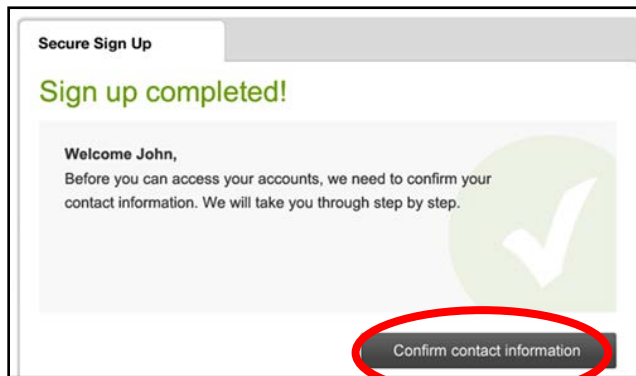 Secure Sign Up
Sign up completed!
Welcome John,
Before you can access your accounts, we need to confirm your
contact information. We will take you through step by step.
Confirm contact information